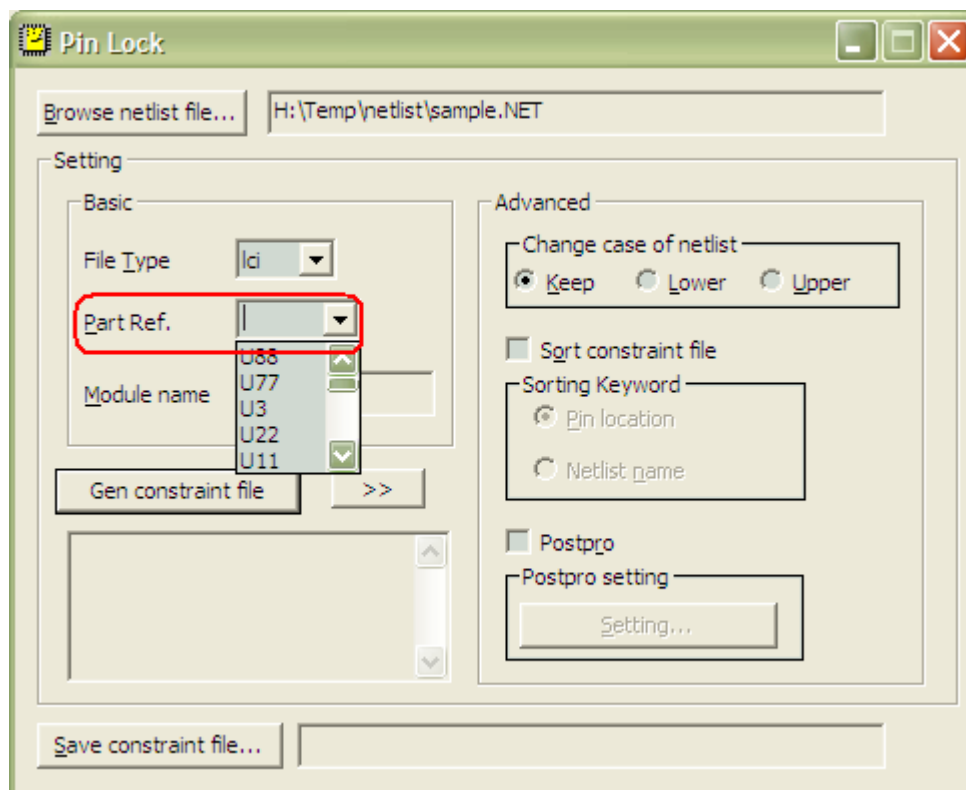 Pin Lock
Browse netlist file...
H:\Temp\netlist\sample.NET
Setting
Basic
File Type
lci
Part Ref.
U88
U77
U3
U22
U11
Module name
Gen constraint file
>>
Advanced
Change case of netlist
Keep
Lower
Upper
Sort constraint file
Sorting Keyword
Pin location
Netlist name
Postpro
Postpro setting
Setting...
Save constraint file...